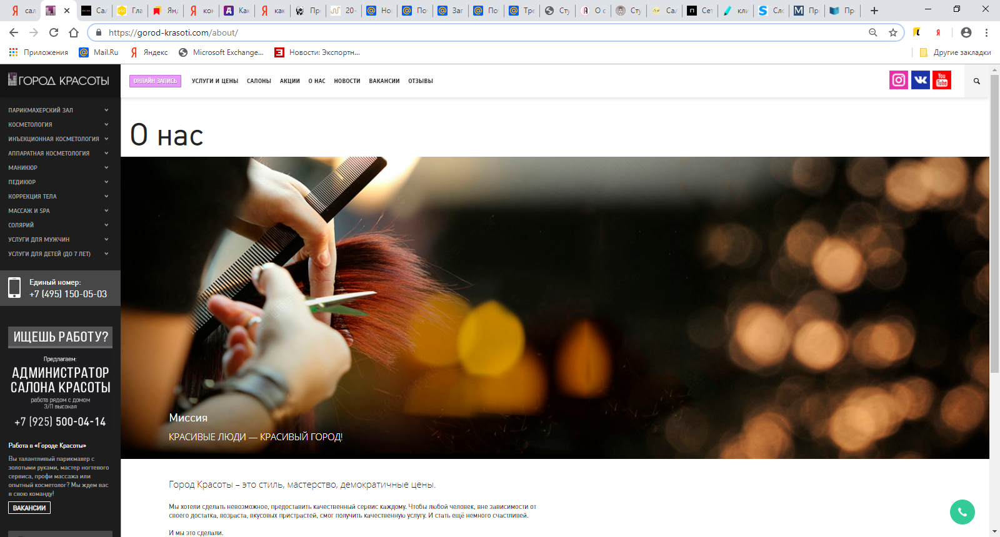 сал
Сал
Гла
Янд
кон
Как
как
Пр
20-
Нов
По
Заг
По
Тре
Сту
О с
Сту
Сал
Сет
кли
Сло
Пр
Пр
https://gorod-krasoti.com/about/
Приложения
Mail.Ru
Яндекс
Microsoft Exchange...
Новости: Экспортн...
Другие закладки
ГОРОД КРАСОТЫ
ОНЛАЙН ЗАПИСЬ
УСЛУГИ И ЦЕНЫ
САЛОНЫ
АКЦИИ
О НАС
НОВОСТИ
ВАКАНСИИ
ОТЗЫВЫ
You
Tube
ПАРИКМАХЕРСКИЙ ЗАЛ
КОСМЕТОЛОГИЯ
ИНЪЕКЦИОННАЯ КОСМЕТОЛОГИЯ
АППАРАТНАЯ КОСМЕТОЛОГИЯ
МАНИКЮР
ПЕДИКЮР
КОРРЕКЦИЯ ТЕЛА
МАССАЖ И SPA
СОЛЯРИЙ
УСЛУГИ ДЛЯ МУЖЧИН
УСЛУГИ ДЛЯ ДЕТЕЙ (ДО 7 ЛЕТ)
Единый номер:
+7 (495) 150-05-03
ИЩЕШЬ РАБОТУ?
Предлагаем:
АДМИНИСТРАТОР
САЛОНА КРАСОТЫ
работа рядом с домом
З/П высокая
+7 (925) 500-04-14
Работа в «Городе Красоты»
Вы талантливый парикмахер с
золотыми руками, мастер ногтевого
сервиса, профи массажа или
опытный косметолог? Мы ждем вас
в свою команду!
ВАКАНСИИ
О нас
Миссия
КРАСИВЫЕ ЛЮДИ — КРАСИВЫЙ ГОРОД!
Город Красоты – это стиль, мастерство, демократичные цены.
Мы хотели сделать невозможное, предоставить качественный сервис каждому. Чтобы любой человек, вне зависимости от
своего достатка, возраста, вкусовых пристрастей, смог получить качественную услугу. И стать ещё немного счастливей.
И мы это сделали.